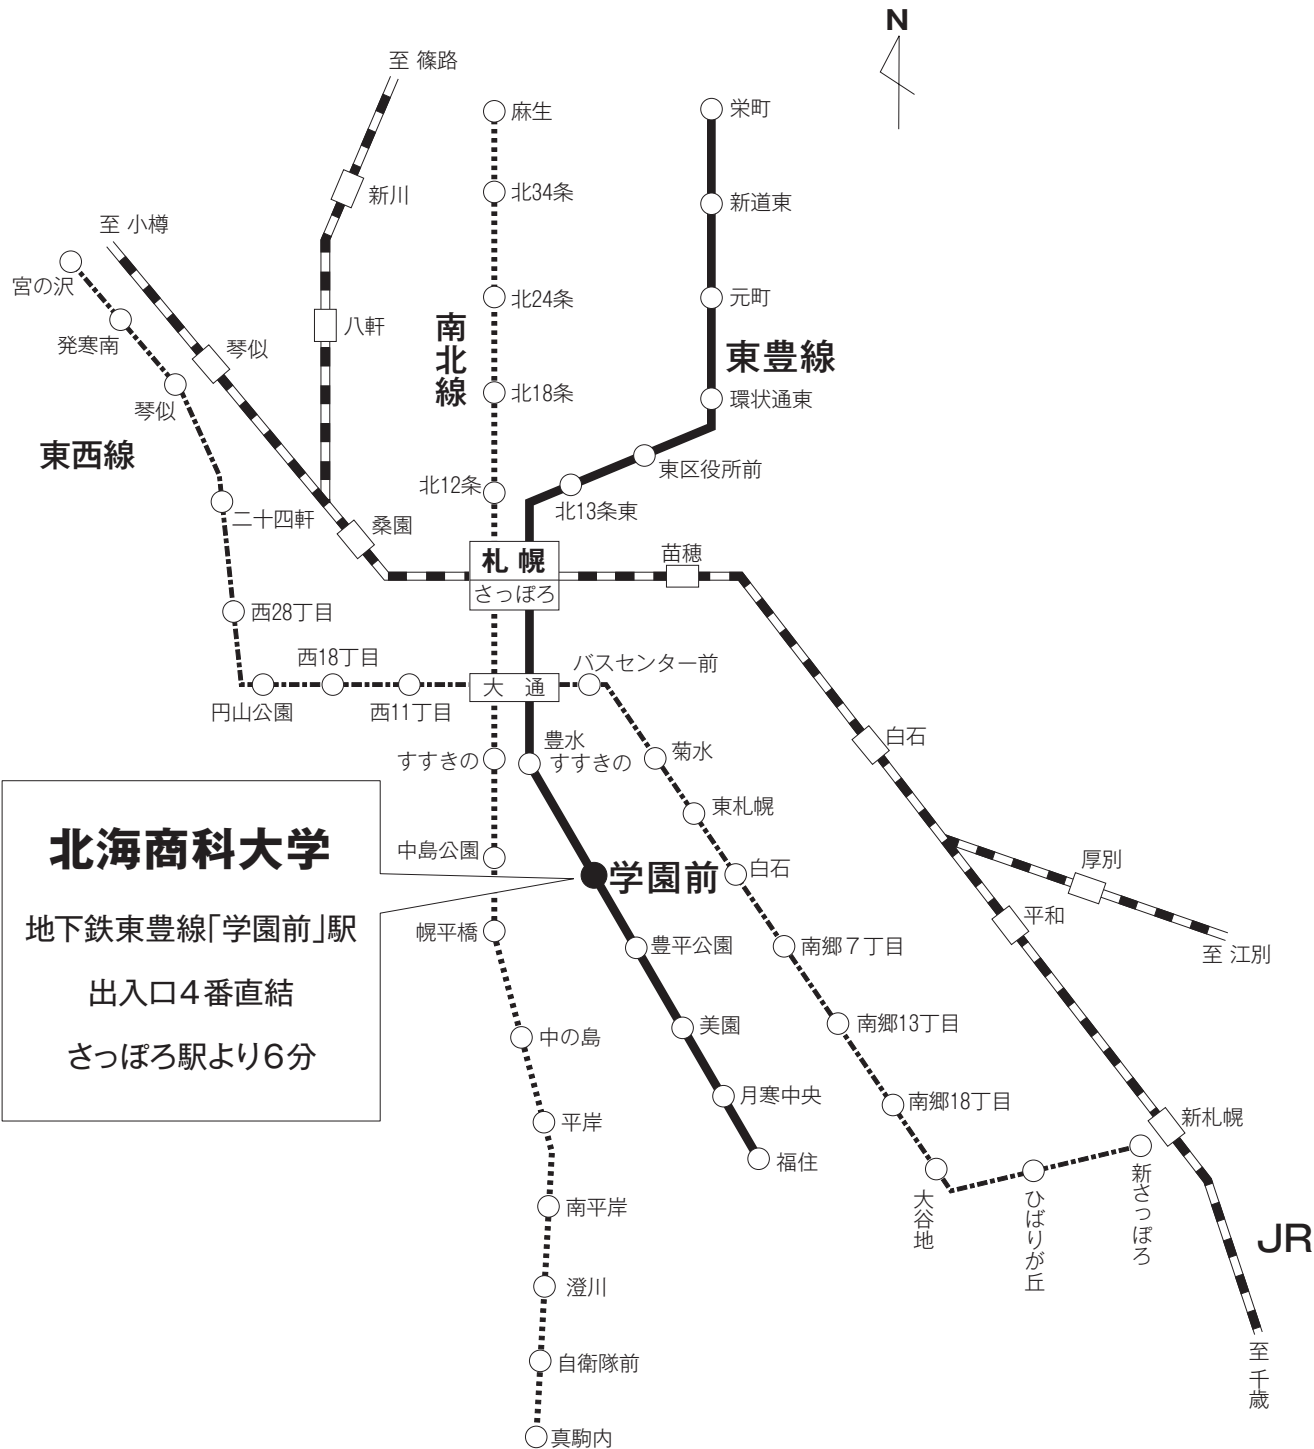 N
至 篠路
麻生
栄町
新川
北34条
新道東
至 小樽
宮の沢
北24条
元町
発寒南
琴似
八軒
南北線
東豊線
琴似
北18条
環状通東
東西線
東区役所前
北12条
北13条東
二十四軒
桑園
札幌
さっぽろ
苗穂
西28丁目
西18丁目
バスセンター前
大通
円山公園
西11丁目
豊水
すすきの
すすきの
菊水
白石
東札幌
北海商科大学
地下鉄東豊線「学園前」駅
出入口4番直結
さっぽろ駅より6分
中島公園
学園前
白石
厚別
平和
幌平橋
豊平公園
南郷7丁目
至 江別
中の島
美園
南郷13丁目
月寒中央
南郷18丁目
平岸
新札幌
福住
大谷地
ひばりが丘
新さっぽろ
南平岸
JR
澄川
自衛隊前
至 千歳
真駒内